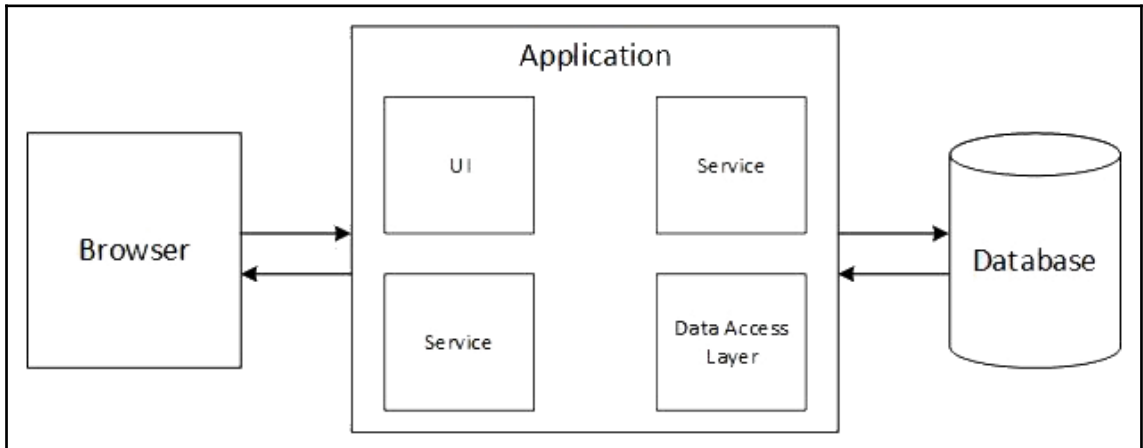 Application
UI
Service
Browser
Database
Service
Data Access
Layer